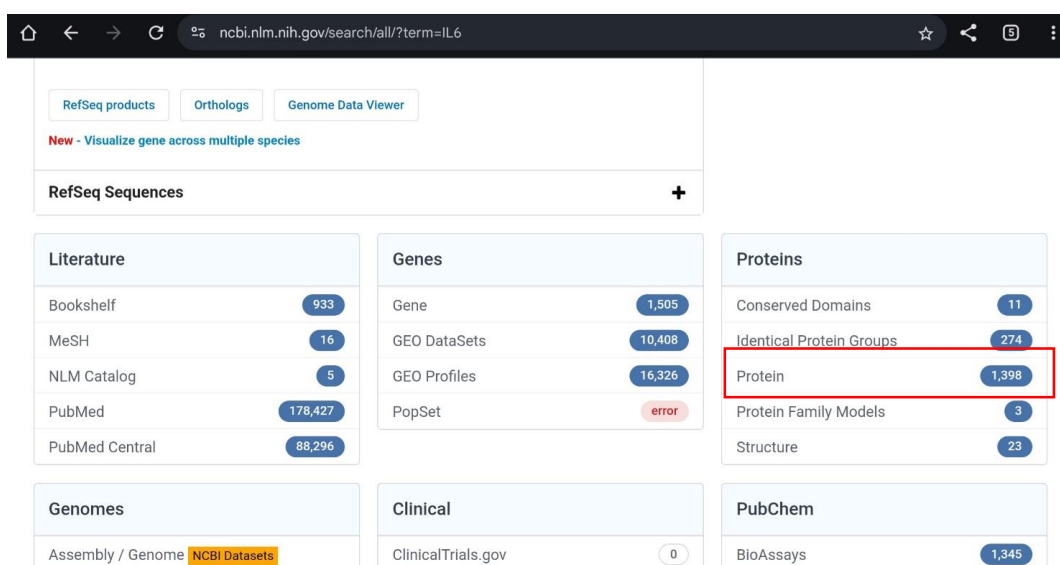 ncbi.nlm.nih.gov/search/all/?term=IL6
5
RefSeq products
Orthologs
Genome Data Viewer
New - Visualize gene across multiple species
RefSeq Sequences
Literature
Bookshelf 933
MeSH 16
NLM Catalog 5
PubMed 178,427
PubMed Central 88,296
Genes
Gene 1,505
GEO DataSets 10,408
GEO Profiles 16,326
PopSet error
Proteins
Conserved Domains 11
Identical Protein Groups 274
Protein 1,398
Protein Family Models 3
Structure 23
Genomes
Assembly / Genome NCBI Datasets
Clinical
ClinicalTrials.gov 0
PubChem
BioAssays 1,345